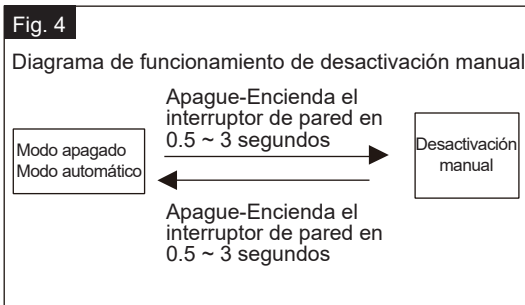 Fig. 4
Diagrama de funcionamiento de desactivación manual
Apague-Encienda el
interruptor de pared en
0.5 ~ 3 segundos
Modo apagado
Modo automático
Desactivación
manual
Apague-Encienda el
interruptor de pared en
0.5 ~ 3 segundos